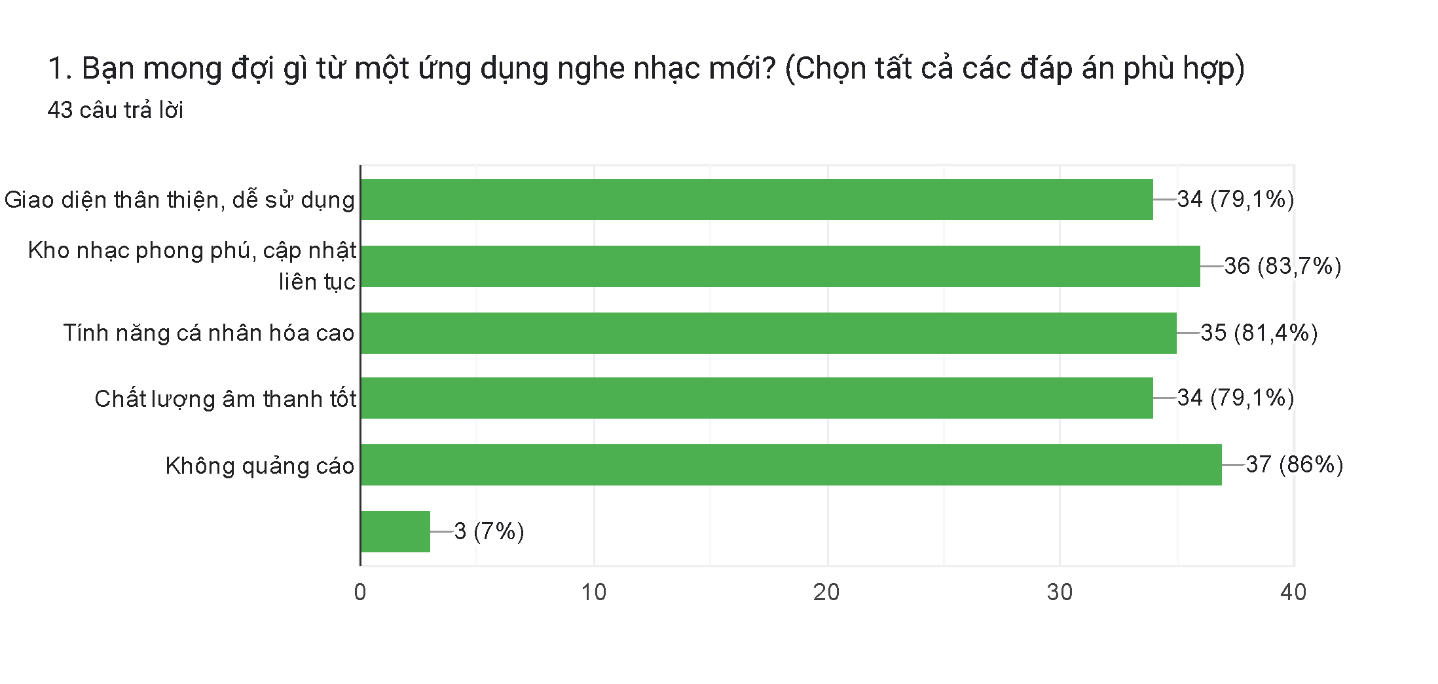 1. Bạn mong đợi gì từ một ứng dụng nghe nhạc mới? (Chọn tất cả các đáp án phù hợp)
43 câu trả lời
Giao diện thân thiện, dễ sử dụng
34 (79,1%)
Kho nhạc phong phú, cập nhật
liên tục
36 (83,7%)
Tính năng cá nhân hóa cao
35 (81,4%)
Chất lượng âm thanh tốt
34 (79,1%)
Không quảng cáo
37 (86%)
3 (7%)
0 10 20 30 40